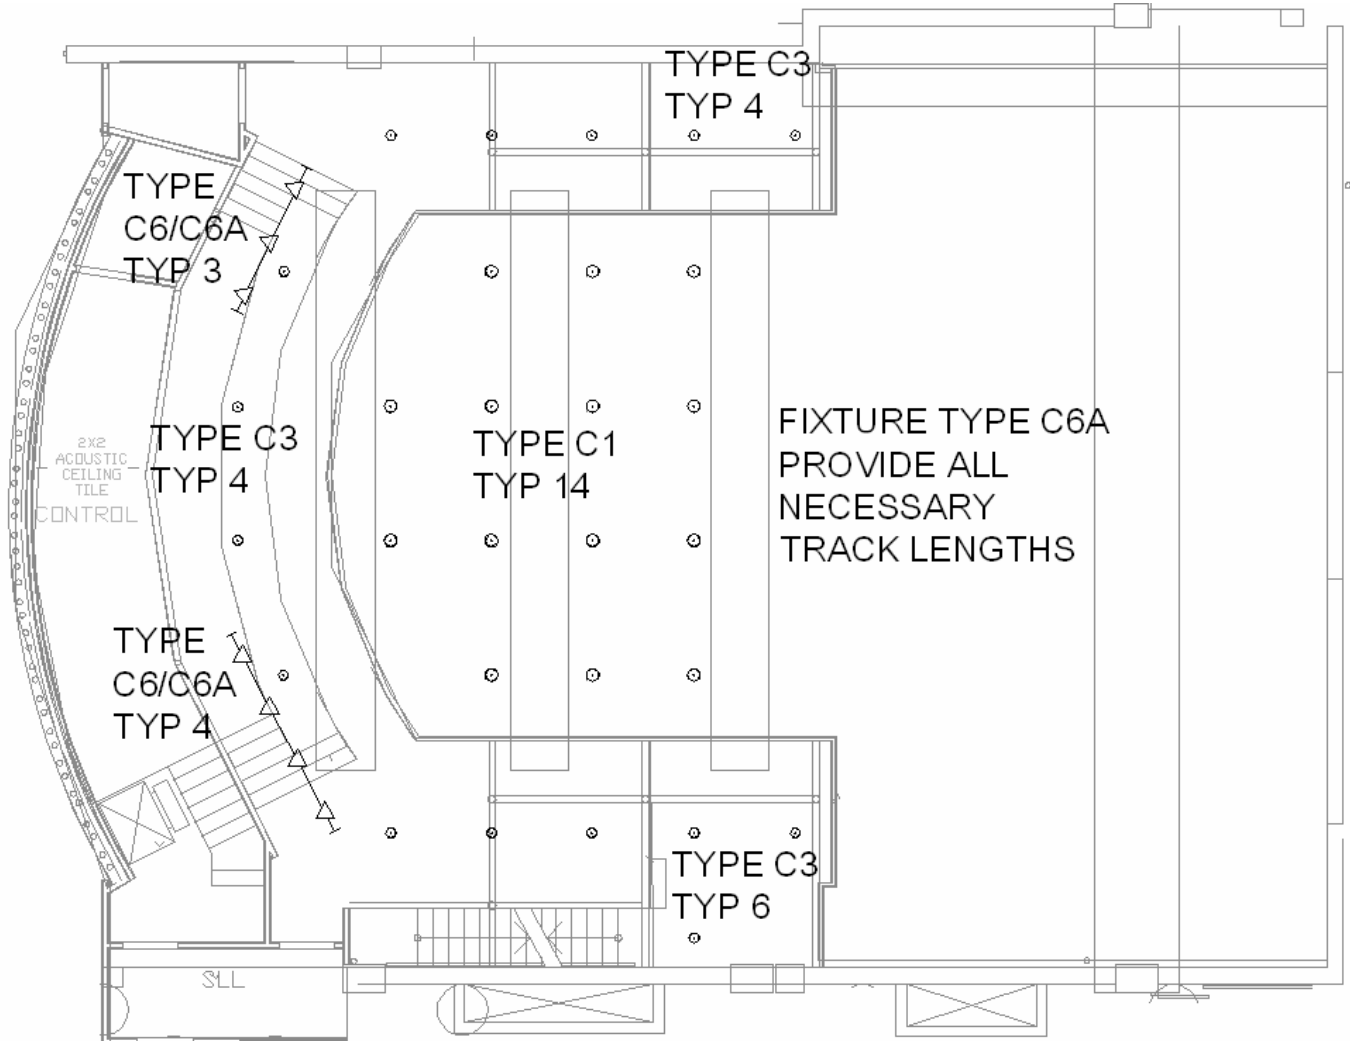 TYPE C3
TYP 4
TYPE
C6/C6A
TYP 3
TYPE C3
TYP 4
2X2
ACOUSTIC
CEILING
TILE
CONTROL
TYPE C1
TYP 14
FIXTURE TYPE C6A
PROVIDE ALL
NECESSARY
TRACK LENGTHS
TYPE
C6/C6A
TYP 4
TYPE C3
TYP 6